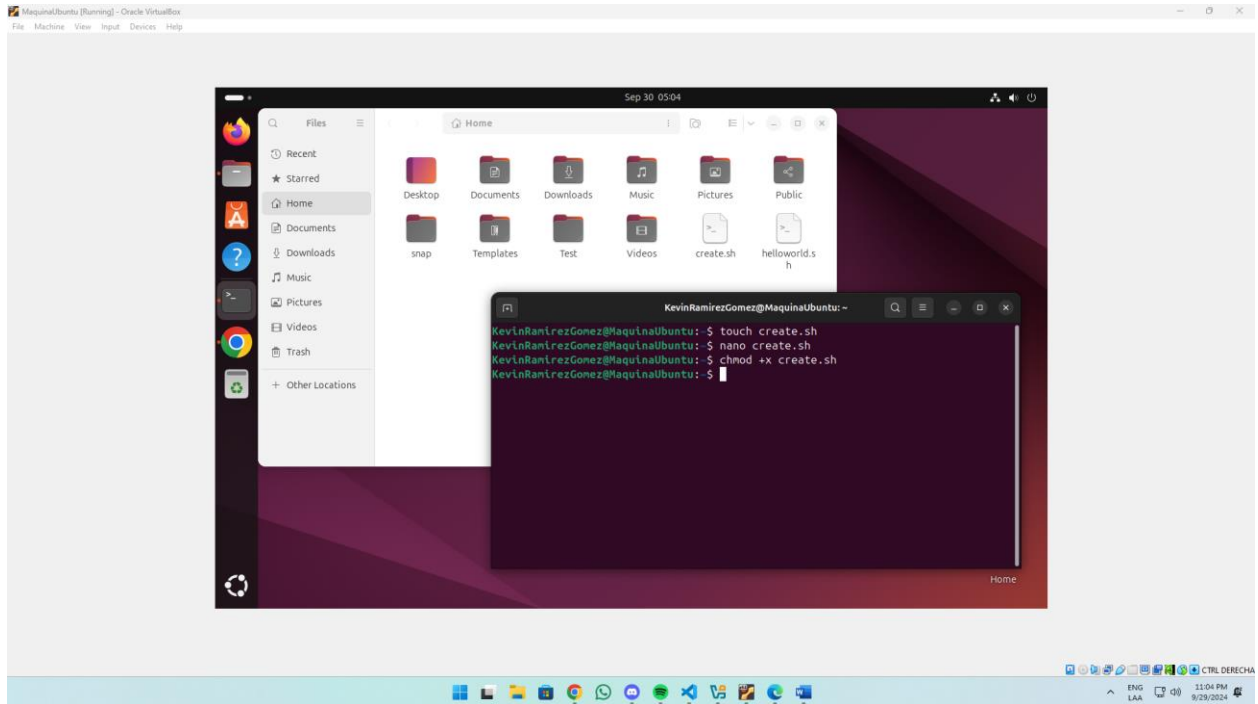 MaquinaUbuntu [Running] - Oracle VirtualBox
File Machine View Input Devices Help
Sep 30 05:04
Files
Home
Recent
Starred
Home
Documents
Downloads
Music
Pictures
Videos
Trash
+ Other Locations
Desktop
Documents
Downloads
Music
Pictures
Public
snap
Templates
Test
Videos
create.sh
helloworld.s
h
KevinRamirezGomez@MaquinaUbuntu: ~
KevinRamirezGomez@MaquinaUbuntu:~$ touch create.sh
KevinRamirezGomez@MaquinaUbuntu:~$ nano create.sh
KevinRamirezGomez@MaquinaUbuntu:~$ chmod +x create.sh
KevinRamirezGomez@MaquinaUbuntu:~$
Home
CTRL DERECHA
ENG
LAA
11:04 PM
9/29/2024